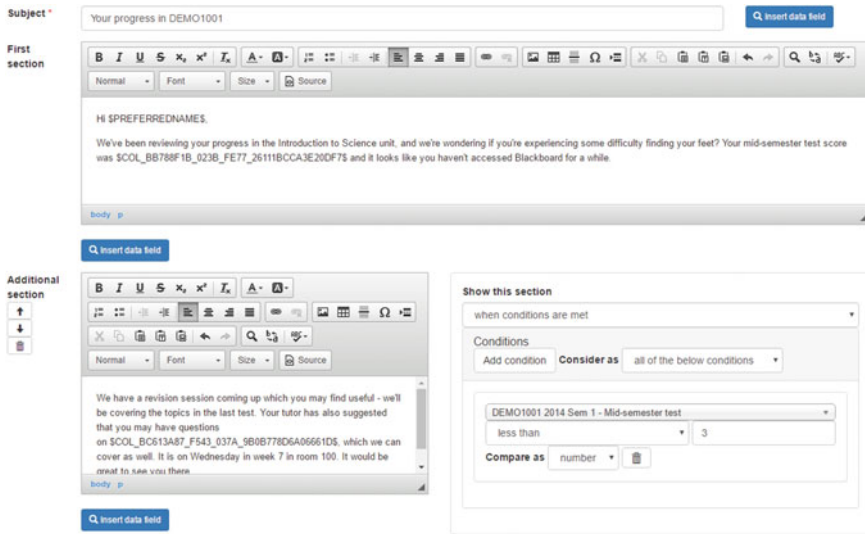 Subject *
Your progress in DEMO1001
Insert data field
First
section
B I U S x₂ x² Iₓ A A
Ω
Normal Font Size Source
Hi $PREFERREDNAME$,
We've been reviewing your progress in the Introduction to Science unit, and we're wondering if you're experiencing some difficulty finding your feet? Your mid-semester test score
was $COL_BB788F1B_023B_FE77_26111BCCA3E20DF7$ and it looks like you haven't accessed Blackboard for a while.
body p
Insert data field
Additional
section
B I U S x₂ x² Iₓ A A
Ω
Normal Font Size Source
We have a revision session coming up which you may find useful - we'll
be covering the topics in the last test. Your tutor has also suggested
that you may have questions
on $COL_BC613A87_F543_037A_9B0B778D6A06661D$, which we can
cover as well. It is on Wednesday in week 7 in room 100. It would be
great to see you there
body p
Insert data field
Show this section
when conditions are met
Conditions
Add condition Consider as all of the below conditions
DEMO1001 2014 Sem 1 - Mid-semester test
less than 3
Compare as number